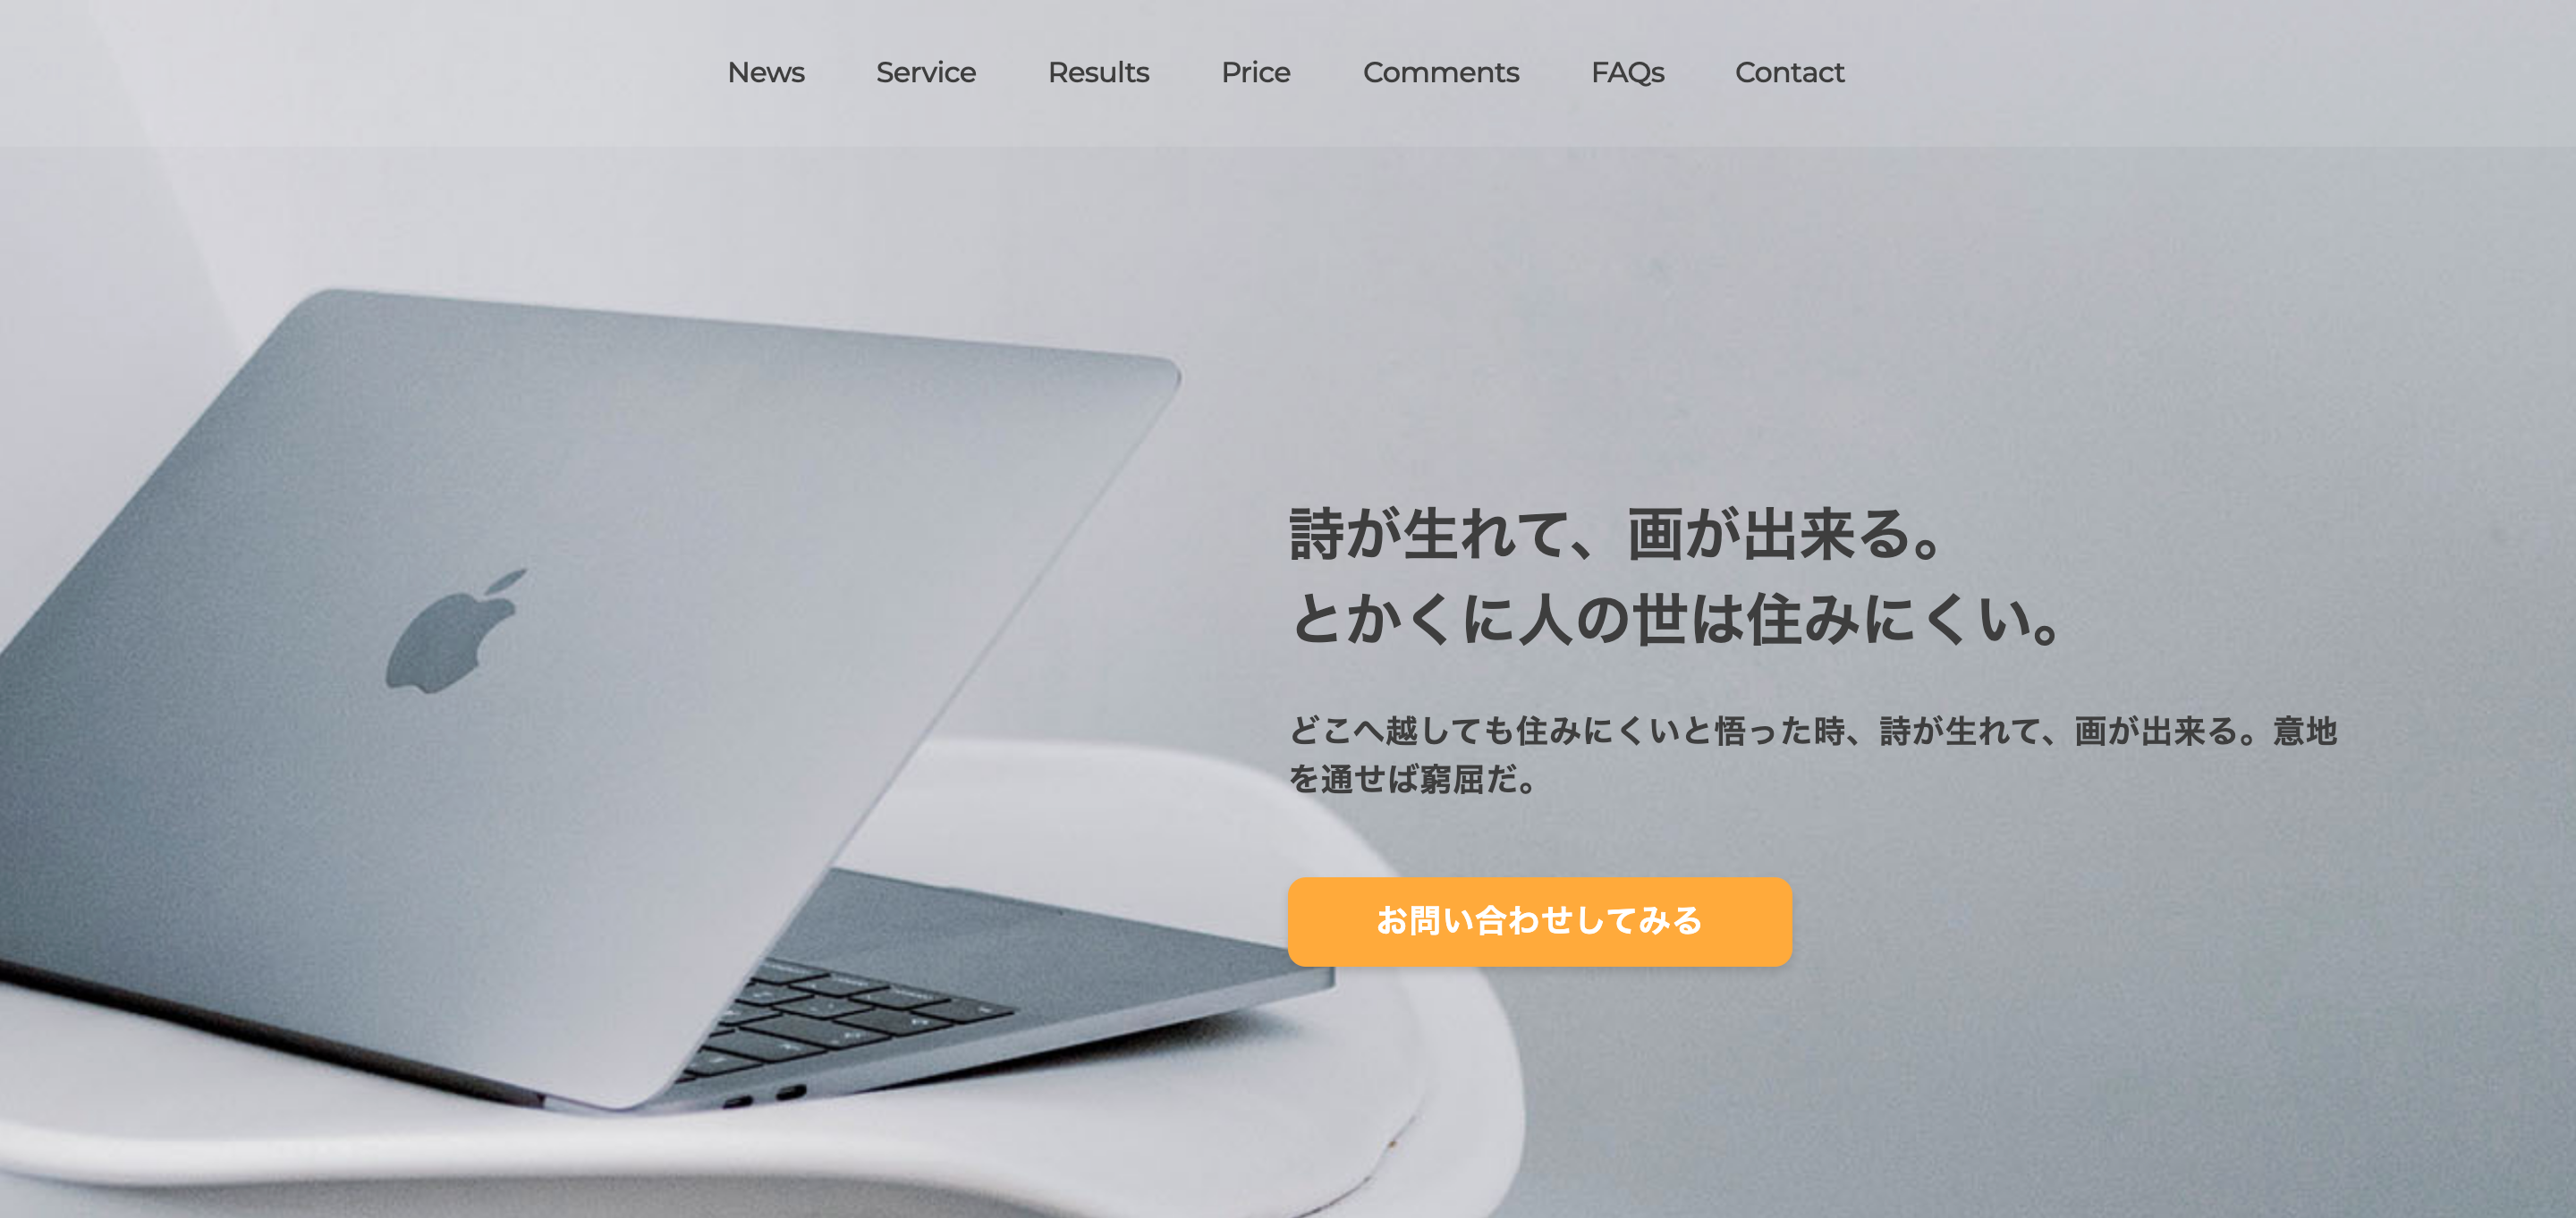 News Service Results Price Comments FAQs Contact
詩が生れて、画が出来る。
とかくに人の世は住みにくい。
どこへ越しても住みにくいと悟った時、詩が生れて、画が出来る。意地
を通せば窮屈だ。
お問い合わせしてみる